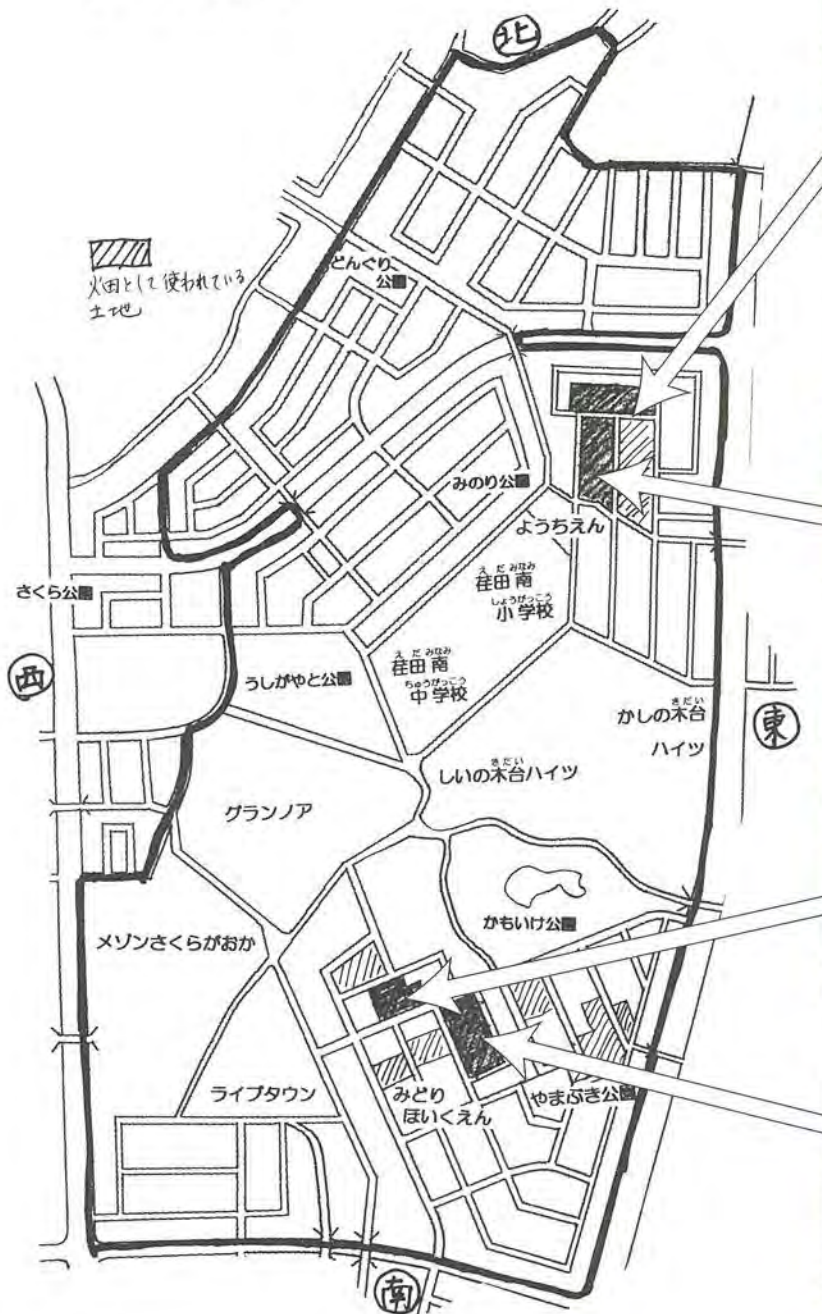 北
畑として使われている
土地
どんぐり
公園
みのり公園
ようちえん
えだみなみ
荏田南
しょうがっこう
小学校
さくら公園
えだみなみ
荏田南
ちゅうがっこう
中学校
うしがやと公園
西
きだい
かしの木台
ハイツ
東
きだい
しいの木台ハイツ
グランノア
かもいけ公園
メゾンさくらがおか
ライブタウン
みどり
ほいくえん
やまぶき公園
南